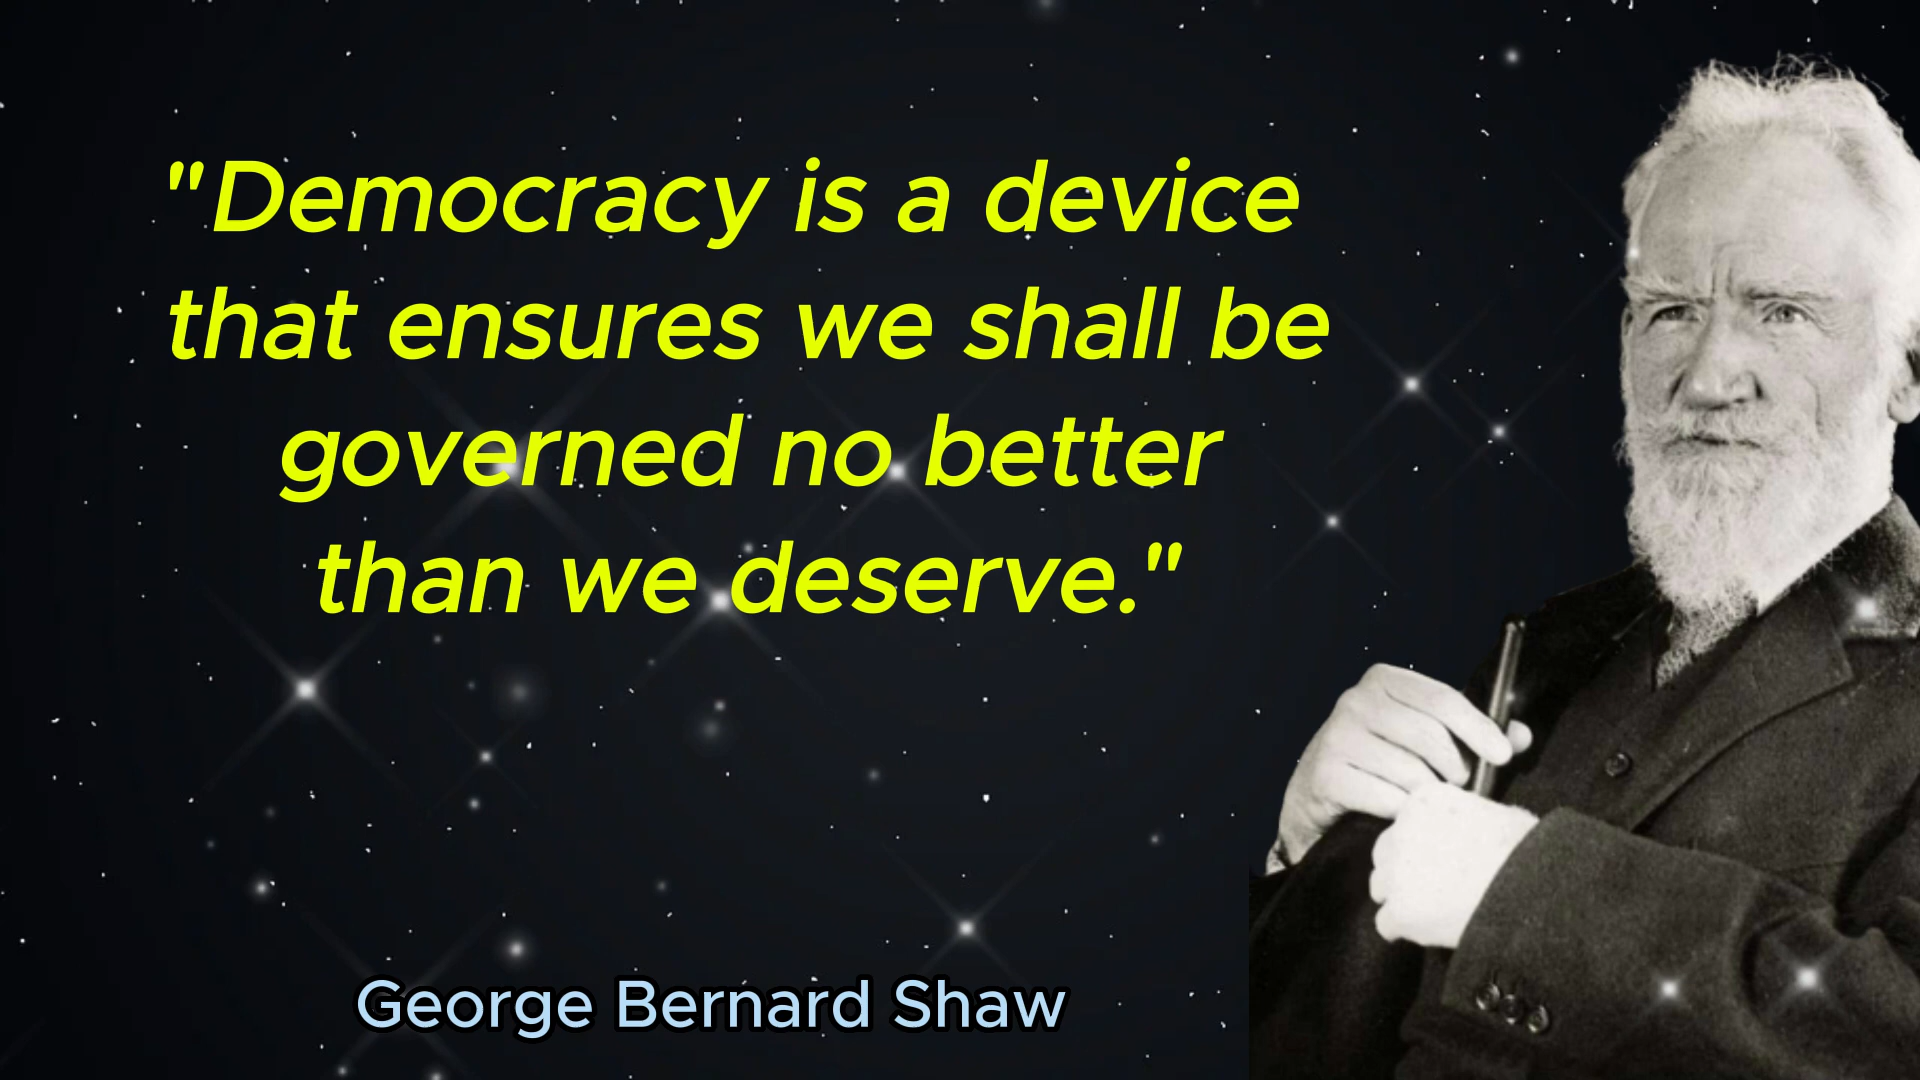 "Democracy is a device
that ensures we shall be
governed no better
than we deserve."
George Bernard Shaw